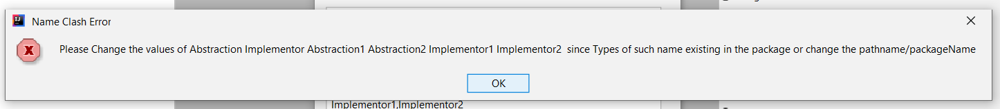 Name Clash Error
Please Change the values of Abstraction Implementor Abstraction1 Abstraction2 Implementor1 Implementor2 since Types of such name existing in the package or change the pathname/packageName
OK
Implementor1,Implementor2